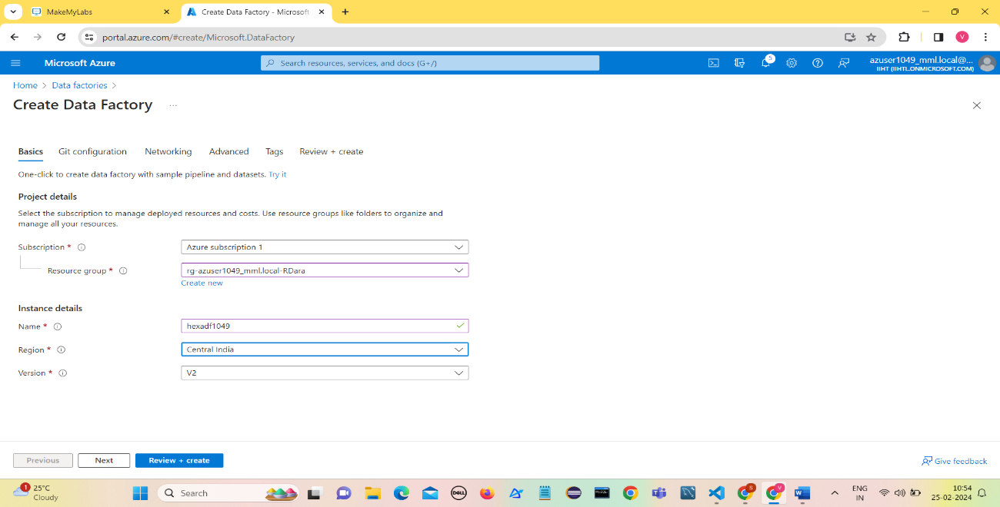 MakeMyLabs
Create Data Factory - Microsoft
portal.azure.com/#create/Microsoft.DataFactory
V
Microsoft Azure
Search resources, services, and docs (G+/)
5
azuser1049_mml.local@...
IIHT (IIHTL.ONMICROSOFT.COM)
Home > Data factories >
Create Data Factory ...
Basics Git configuration Networking Advanced Tags Review + create
One-click to create data factory with sample pipeline and datasets. Try it
Project details
Select the subscription to manage deployed resources and costs. Use resource groups like folders to organize and
manage all your resources.
Subscription * Azure subscription 1
Resource group * rg-azuser1049_mml.local-RDara
Create new
Instance details
Name * hexadf1049
Region * Central India
Version * V2
Previous Next Review + create
Give feedback
1
25°C
Cloudy
Search
DELL
S
V
W
ENG
IN
10:54
25-02-2024